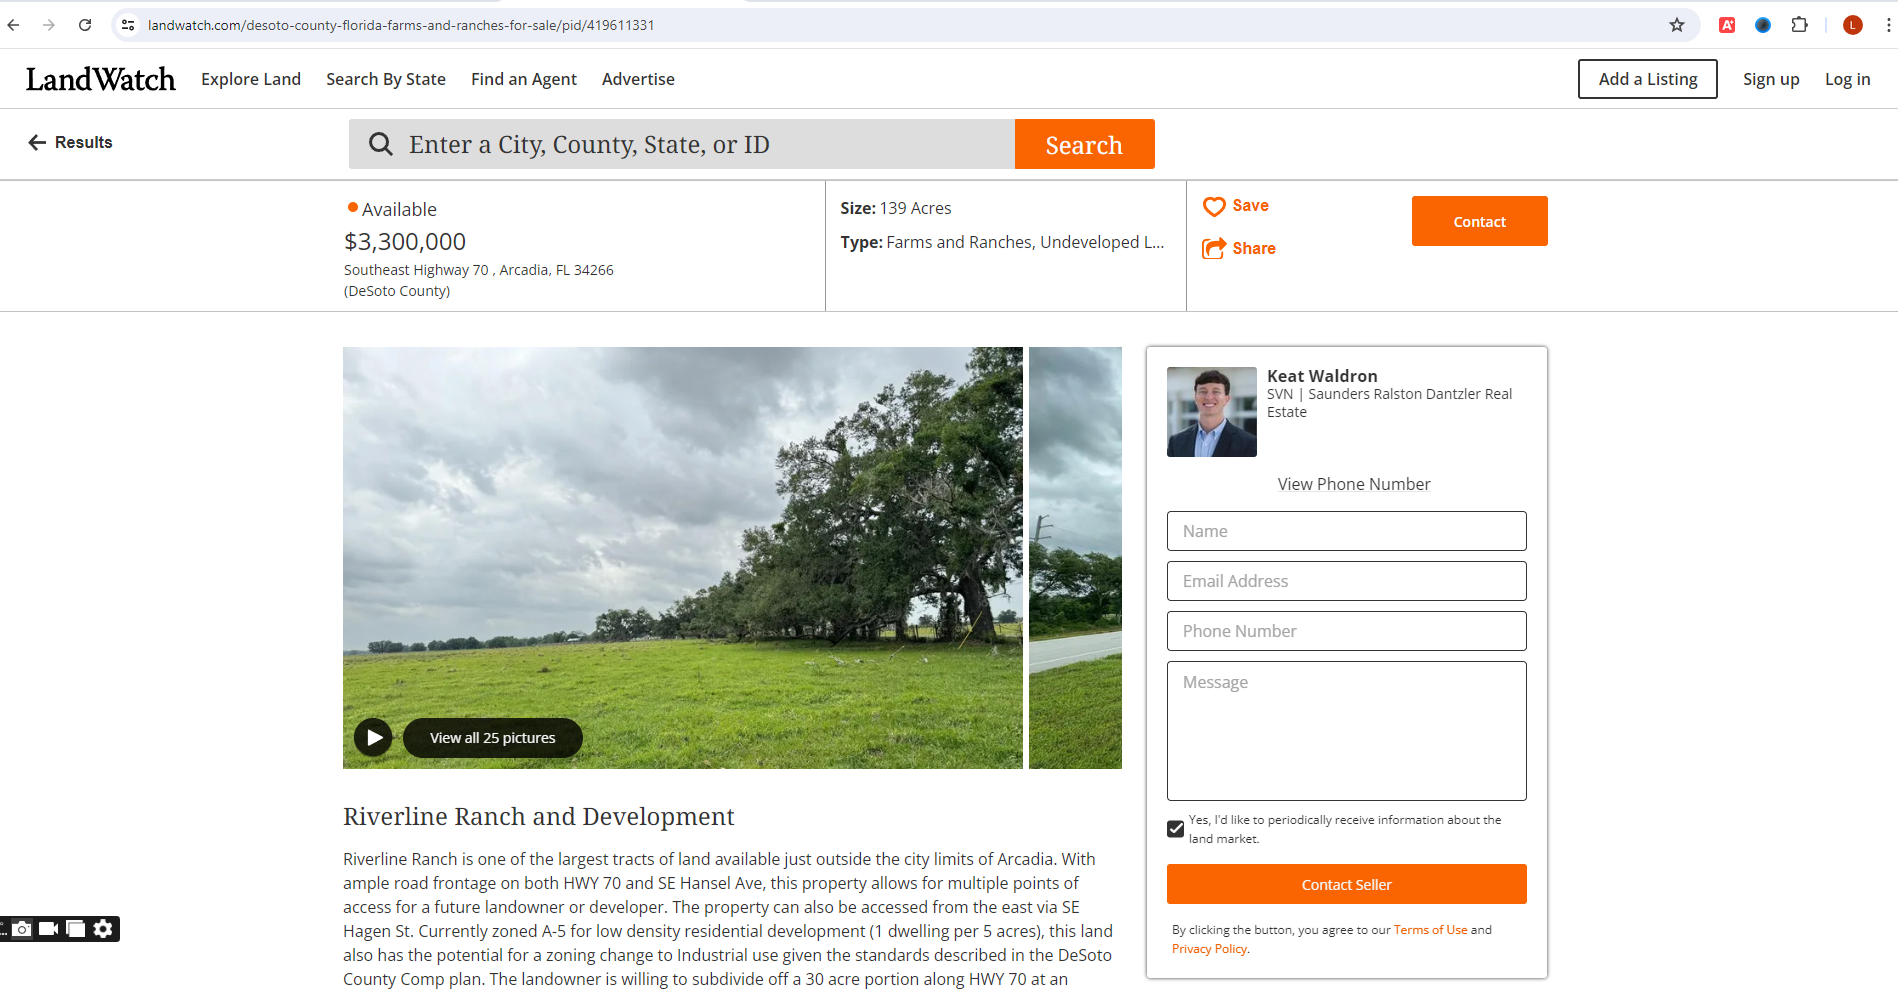 landwatch.com/desoto-county-florida-farms-and-ranches-for-sale/pid/419611331
L
LandWatch
Explore Land
Search By State
Find an Agent
Advertise
Add a Listing
Sign up
Log in
Results
Enter a City, County, State, or ID
Search
Available
$3,300,000
Southeast Highway 70 , Arcadia, FL 34266
(DeSoto County)
Size: 139 Acres
Type: Farms and Ranches, Undeveloped L...
Save
Share
Contact
View all 25 pictures
Keat Waldron
SVN | Saunders Ralston Dantzler Real
Estate
View Phone Number
Name
Email Address
Phone Number
Message
Yes, I'd like to periodically receive information about the
land market.
Contact Seller
By clicking the button, you agree to our Terms of Use and
Privacy Policy.
Riverline Ranch and Development
Riverline Ranch is one of the largest tracts of land available just outside the city limits of Arcadia. With
ample road frontage on both HWY 70 and SE Hansel Ave, this property allows for multiple points of
access for a future landowner or developer. The property can also be accessed from the east via SE
Hagen St. Currently zoned A-5 for low density residential development (1 dwelling per 5 acres), this land
also has the potential for a zoning change to Industrial use given the standards described in the DeSoto
County Comp plan. The landowner is willing to subdivide off a 30 acre portion along HWY 70 at an